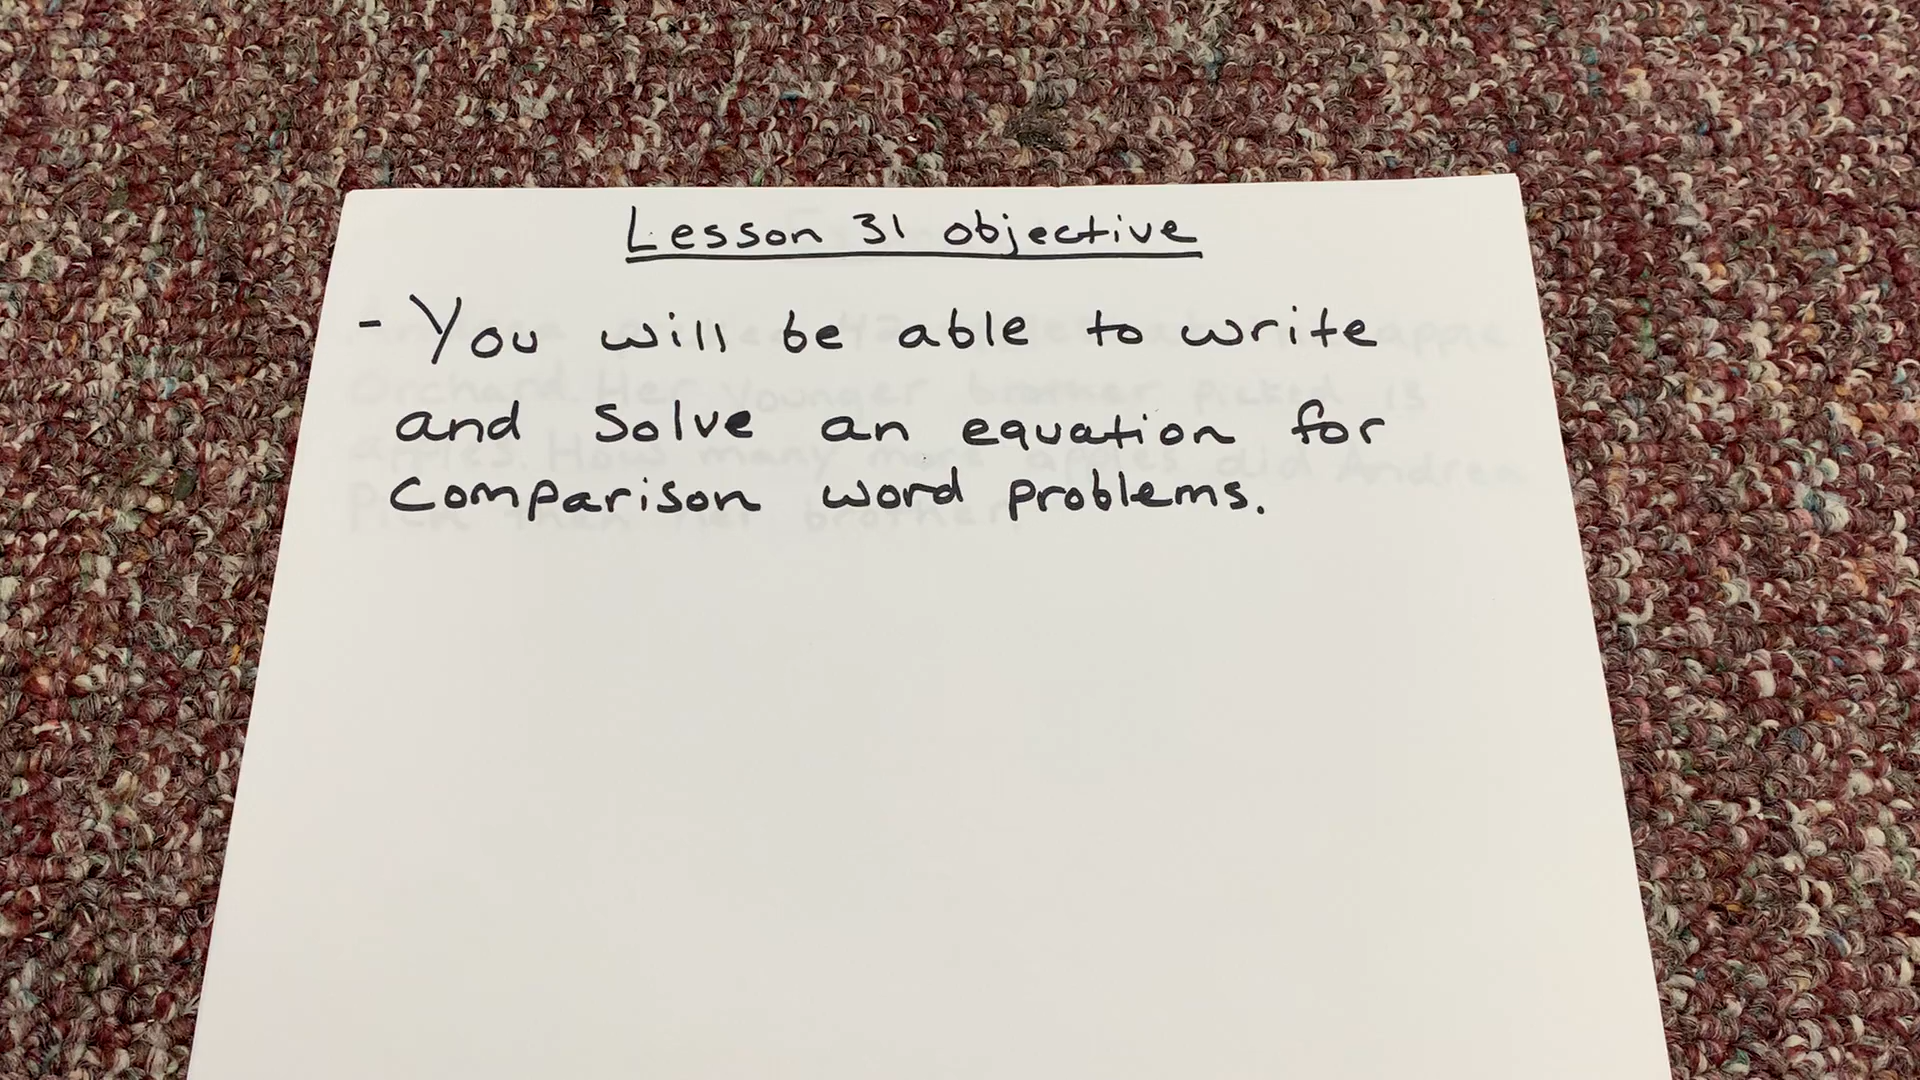 Lesson 31 objective
- You will be able to write
and Solve an equation for
Comparison word problems.